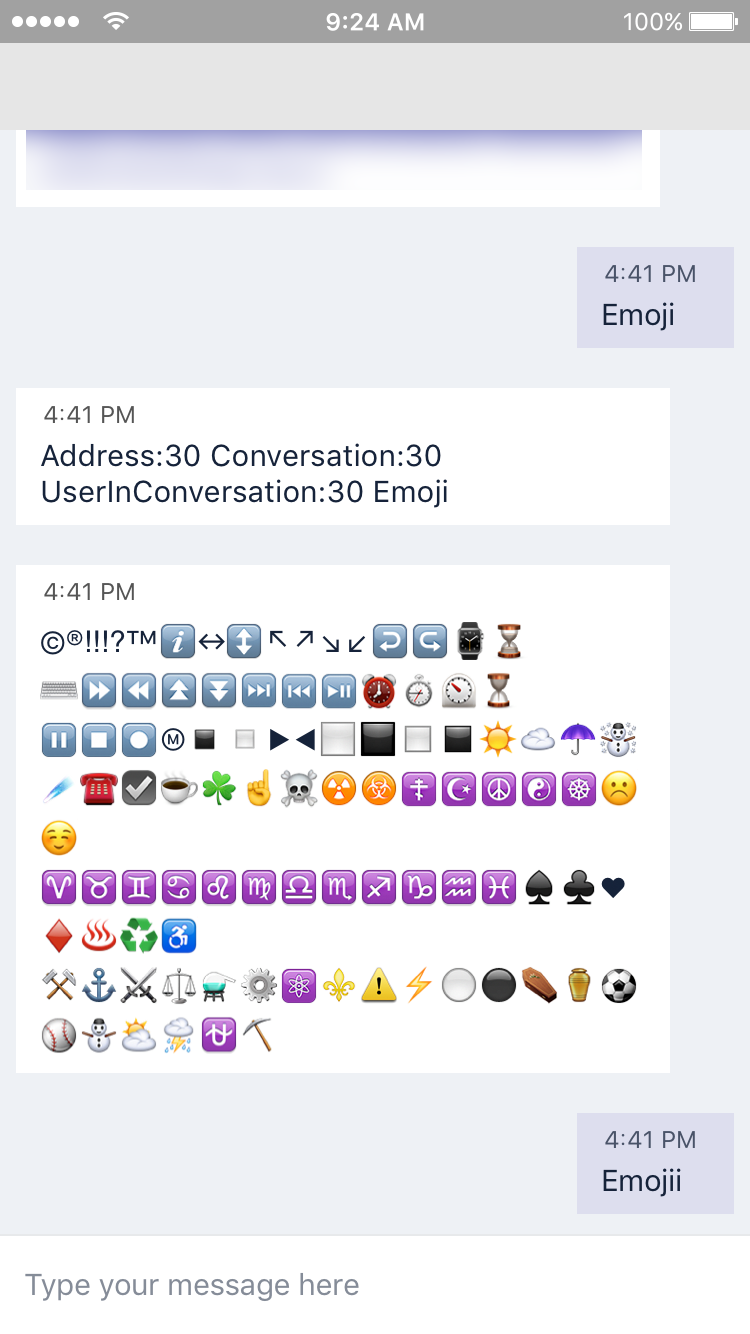 9:24 AM 100%
4:41 PM
Emoji
4:41 PM
Address:30 Conversation:30
UserInConversation:30 Emoji
4:41 PM
©®!!!?™ℹ️↔↕️↖↗↘↙↩️↪️⌚⌛
⌨️⏩⏪⏫⏬⏭️⏮️⏯️⏰⏱️⏲️⏳
⏸️⏹️⏺️Ⓜ▪️▫️▶◀◻️◼️◽◾☀️☁️☂️☃️
☄️☎️☑️☕☘️☝️☠️☢️☣️☦️☪️☮️☯️☸️☹️
☺️
♈♉♊♋♌♍♎♏♐♑♒♓♠️♣️♥
♦️♨️♻️♿
⚒️⚓⚔️⚖️⚗️⚙️⚛️⚜️⚠️⚡⚪⚫⚰️⚱️⚽
⚾⛄⛅⛈️⛎⛏️
4:41 PM
Emojii
Type your message here